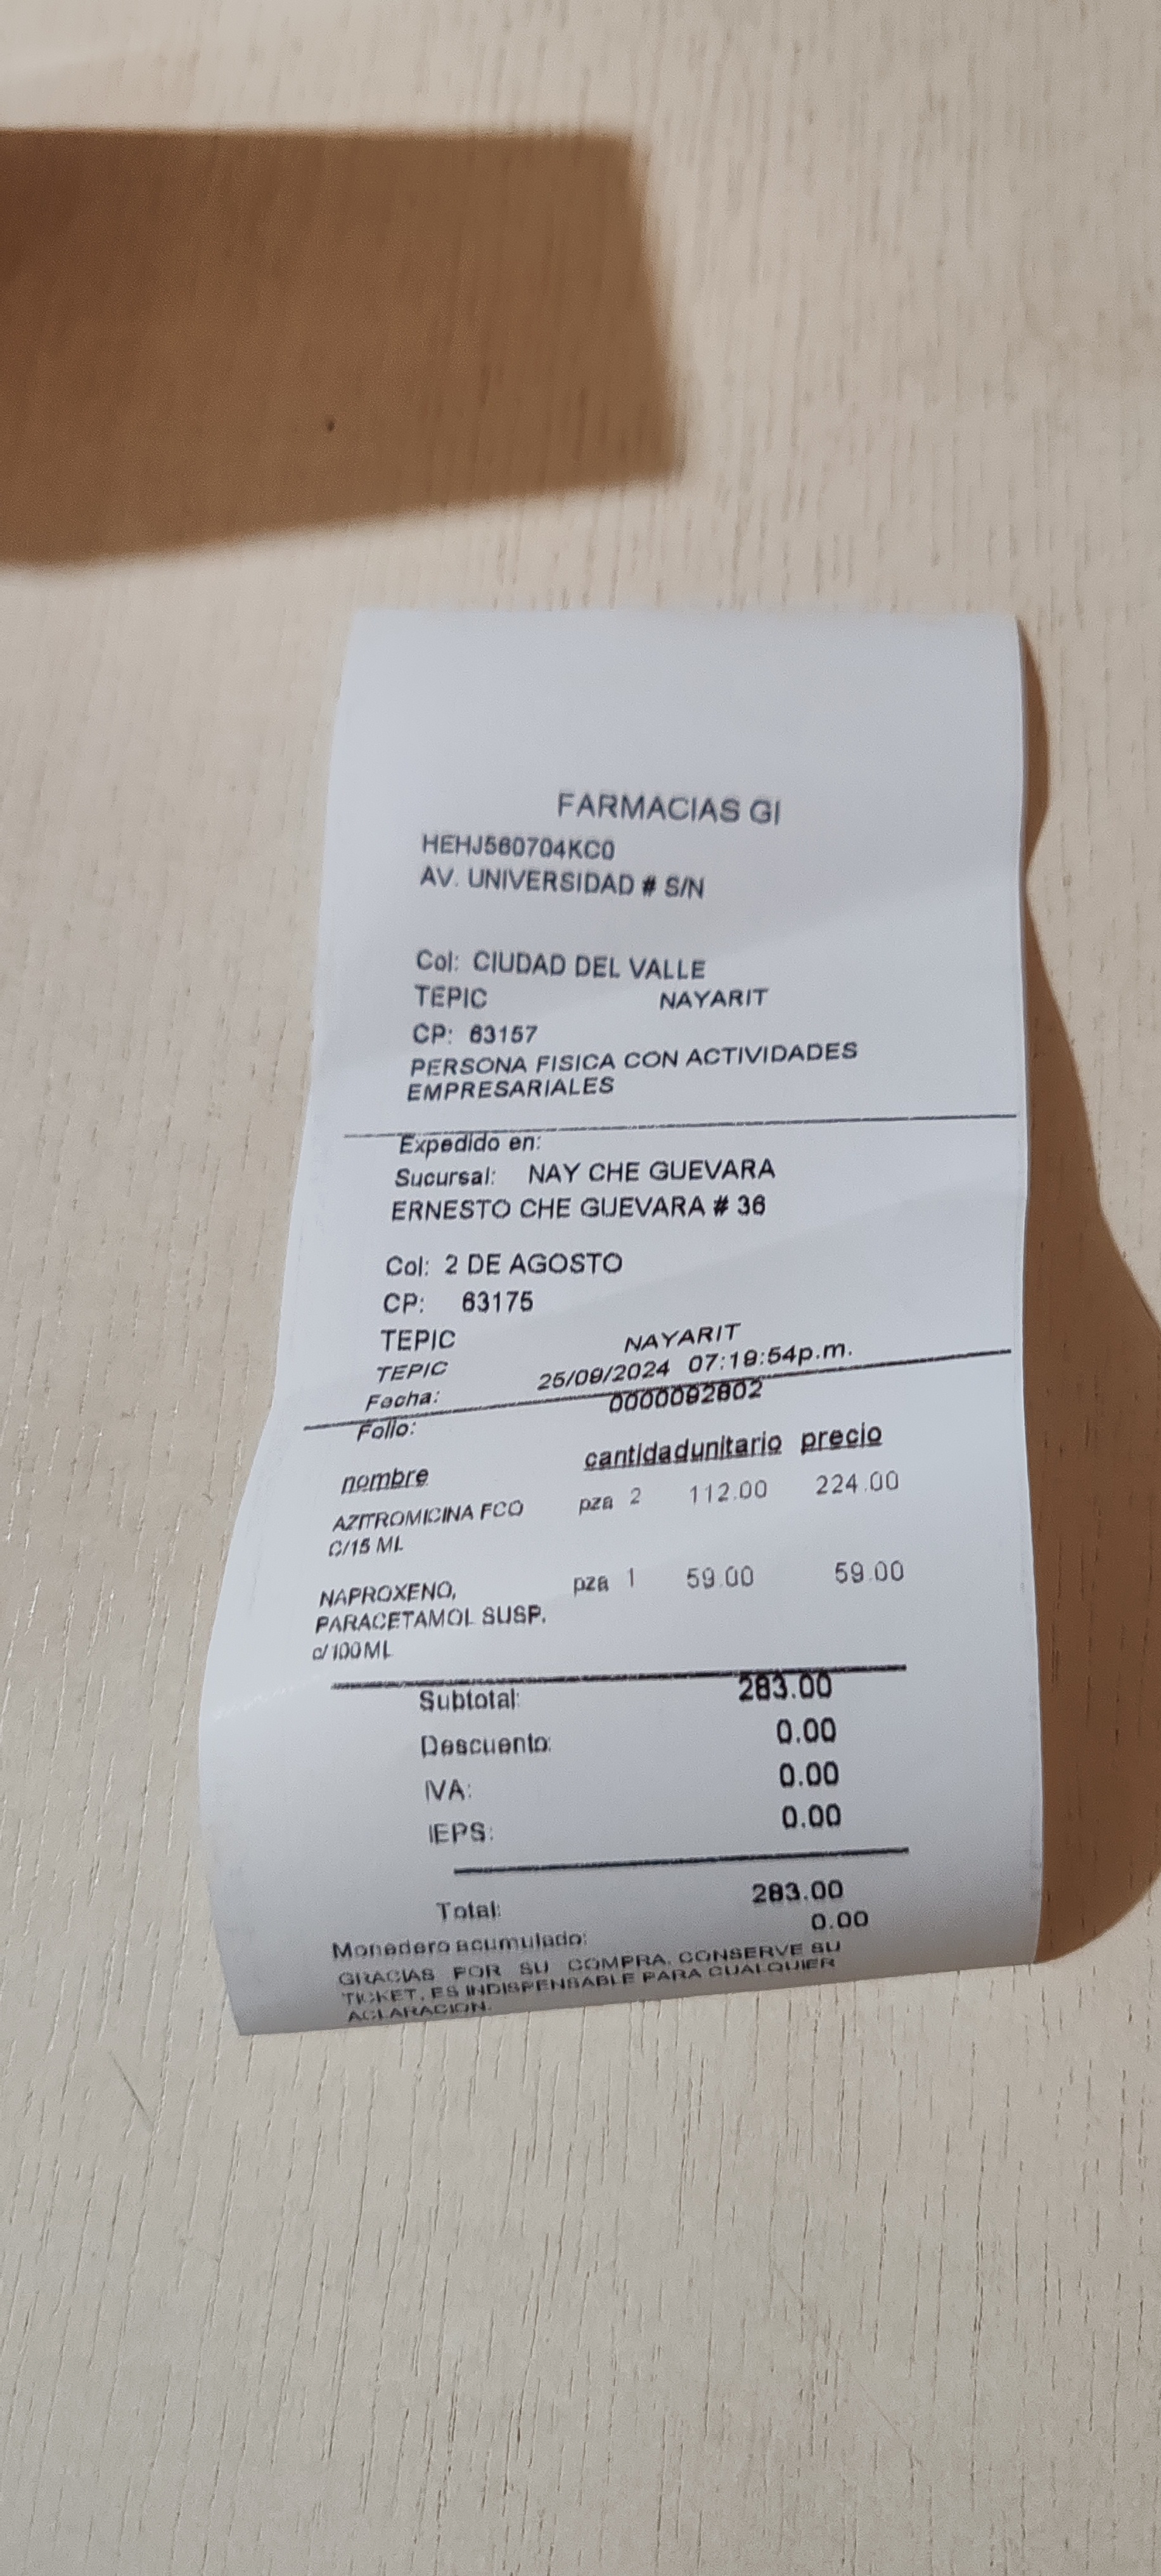 FARMACIAS GI
HEHJ560704KC0
AV. UNIVERSIDAD # S/N
Col: CIUDAD DEL VALLE
TEPIC NAYARIT
CP: 63157
PERSONA FISICA CON ACTIVIDADES
EMPRESARIALES
Expedido en:
Sucursal: NAY CHE GUEVARA
ERNESTO CHE GUEVARA # 36
Col: 2 DE AGOSTO
CP: 63175
TEPIC NAYARIT
TEPIC
Fecha: 25/09/2024 07:19:54p.m.
Folio: 0000092802
nombre cantidad unitario precio
AZITROMICINA FCO pza 2 112.00 224.00
C/15 ML
NAPROXENO, pza 1 59.00 59.00
PARACETAMOL SUSP.
c/100ML
Subtotal: 283.00
Descuento: 0.00
IVA: 0.00
IEPS: 0.00
Total: 283.00
Monedero acumulado: 0.00
GRACIAS POR SU COMPRA. CONSERVE SU
TICKET, ES INDISPENSABLE PARA CUALQUIER
ACLARACION.